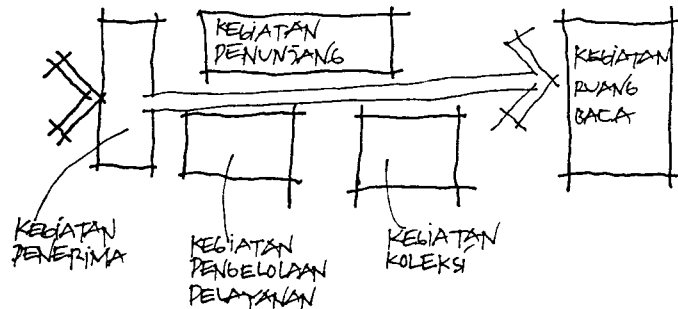 KEGIATAN
PENUNJANG
KEGIATAN
RUANG
BACA
KEGIATAN
PENERIMA
KEGIATAN
PENGELOLAAN
PELAYANAN
KEGIATAN
KOLEKSI